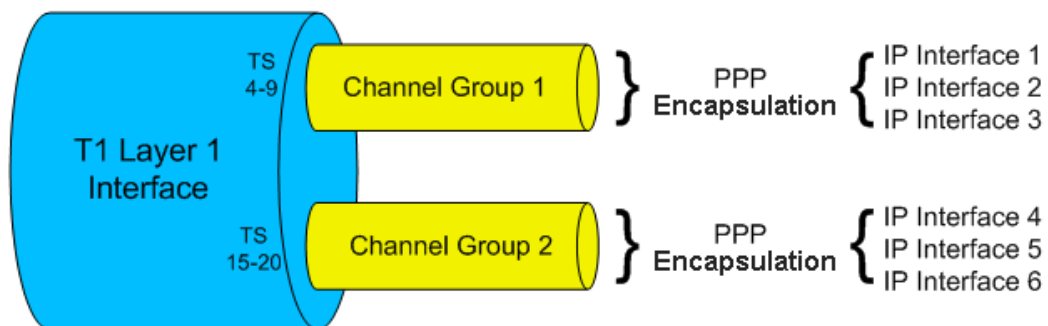 T1 Layer 1
Interface
TS
4-9
Channel Group 1
PPP
Encapsulation
IP Interface 1
IP Interface 2
IP Interface 3
TS
15-20
Channel Group 2
PPP
Encapsulation
IP Interface 4
IP Interface 5
IP Interface 6